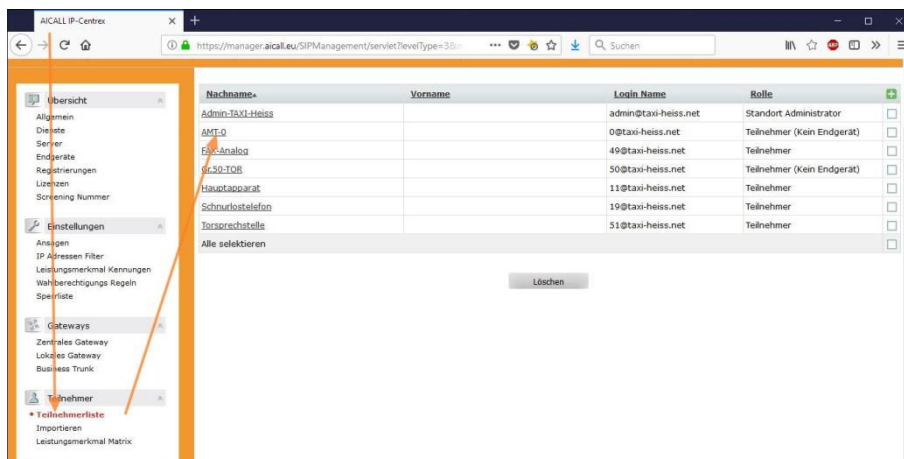 AICALL IP-Centrex
https://manager.aicall.eu/SIPManagement/servlet?levelType=3&
Suchen
Übersicht
Allgemein
Dienste
Server
Endgeräte
Registrierungen
Lizenzen
Screening Nummer
Einstellungen
Ansagen
IP Adressen Filter
Leistungsmerkmal Kennungen
Wahlberechtigungs Regeln
Sperrliste
Gateways
Zentrales Gateway
Lokales Gateway
Business Trunk
Teilnehmer
Teilnehmerliste
Importieren
Leistungsmerkmal Matrix
Nachname Vorname Login Name Rolle
Admin-TAXI-Heiss admin@taxi-heiss.net Standort Administrator
AMT-0 0@taxi-heiss.net Teilnehmer (Kein Endgerät)
FAX-Analog 49@taxi-heiss.net Teilnehmer
Gr.50-TOR 50@taxi-heiss.net Teilnehmer (Kein Endgerät)
Hauptapparat 11@taxi-heiss.net Teilnehmer
Schnurlostelefon 19@taxi-heiss.net Teilnehmer
Torsprechstelle 51@taxi-heiss.net Teilnehmer
Alle selektieren
Löschen